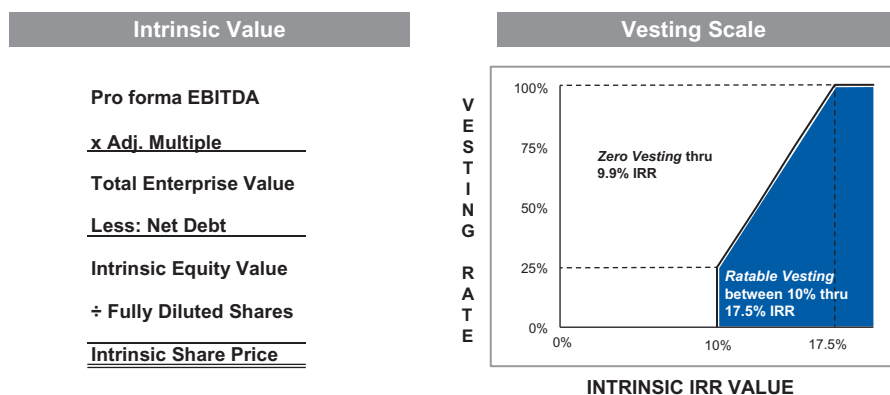 Intrinsic Value
Pro forma EBITDA
x Adj. Multiple
Total Enterprise Value
Less: Net Debt
Intrinsic Equity Value
÷ Fully Diluted Shares
Intrinsic Share Price
Vesting Scale
VESTING RATE
100%
75%
50%
25%
0%
Zero Vesting thru
9.9% IRR
Ratable Vesting
between 10% thru
17.5% IRR
0%
10%
17.5%
INTRINSIC IRR VALUE